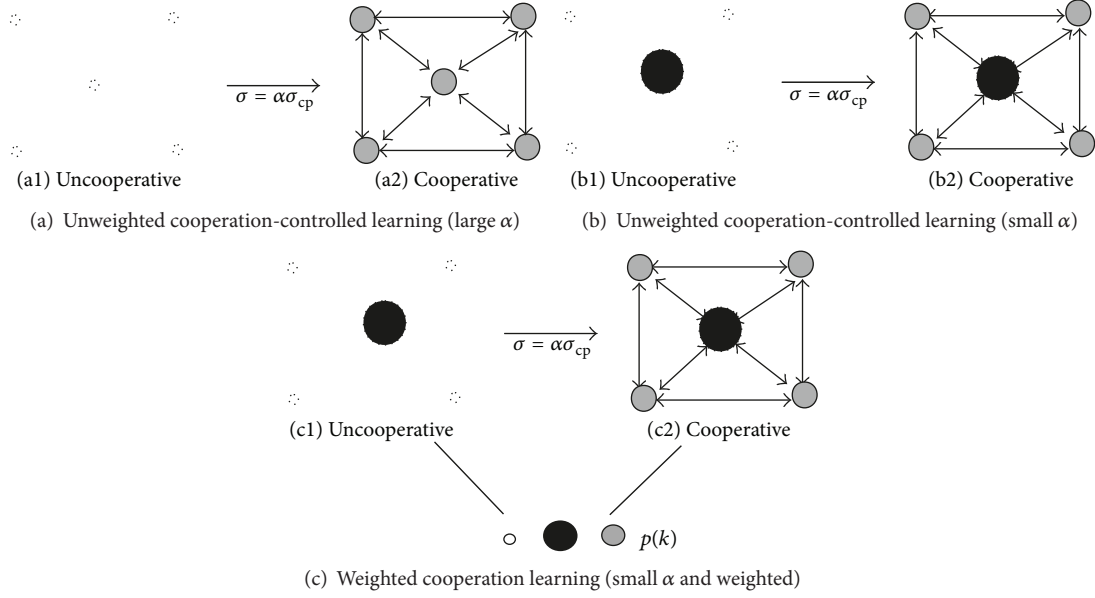 σ = ασcp
σ = ασcp
(a1) Uncooperative
(a2) Cooperative
(b1) Uncooperative
(b2) Cooperative
(a) Unweighted cooperation-controlled learning (large α)
(b) Unweighted cooperation-controlled learning (small α)
σ = ασcp
(c1) Uncooperative
(c2) Cooperative
p(k)
(c) Weighted cooperation learning (small α and weighted)